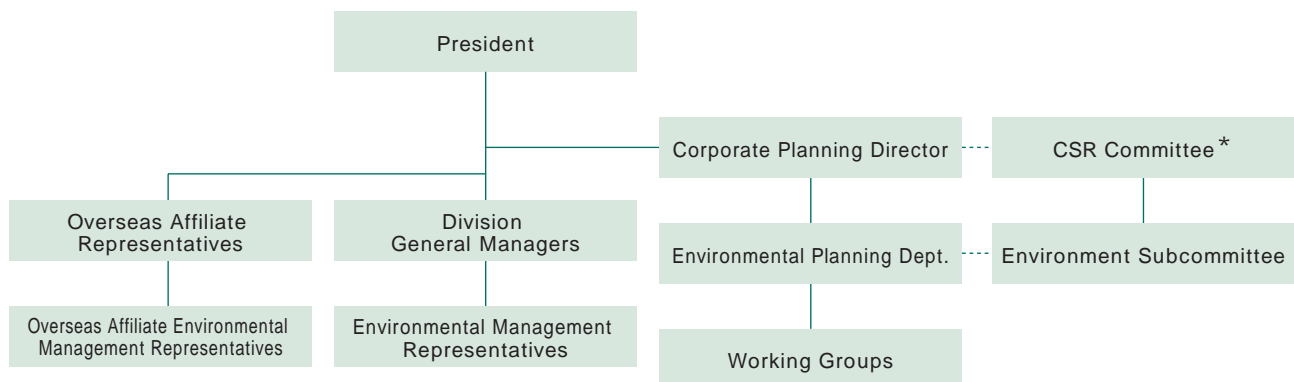 President
Corporate Planning Director
CSR Committee*
Overseas Affiliate
Representatives
Division
General Managers
Environmental Planning Dept.
Environment Subcommittee
Overseas Affiliate Environmental
Management Representatives
Environmental Management
Representatives
Working Groups